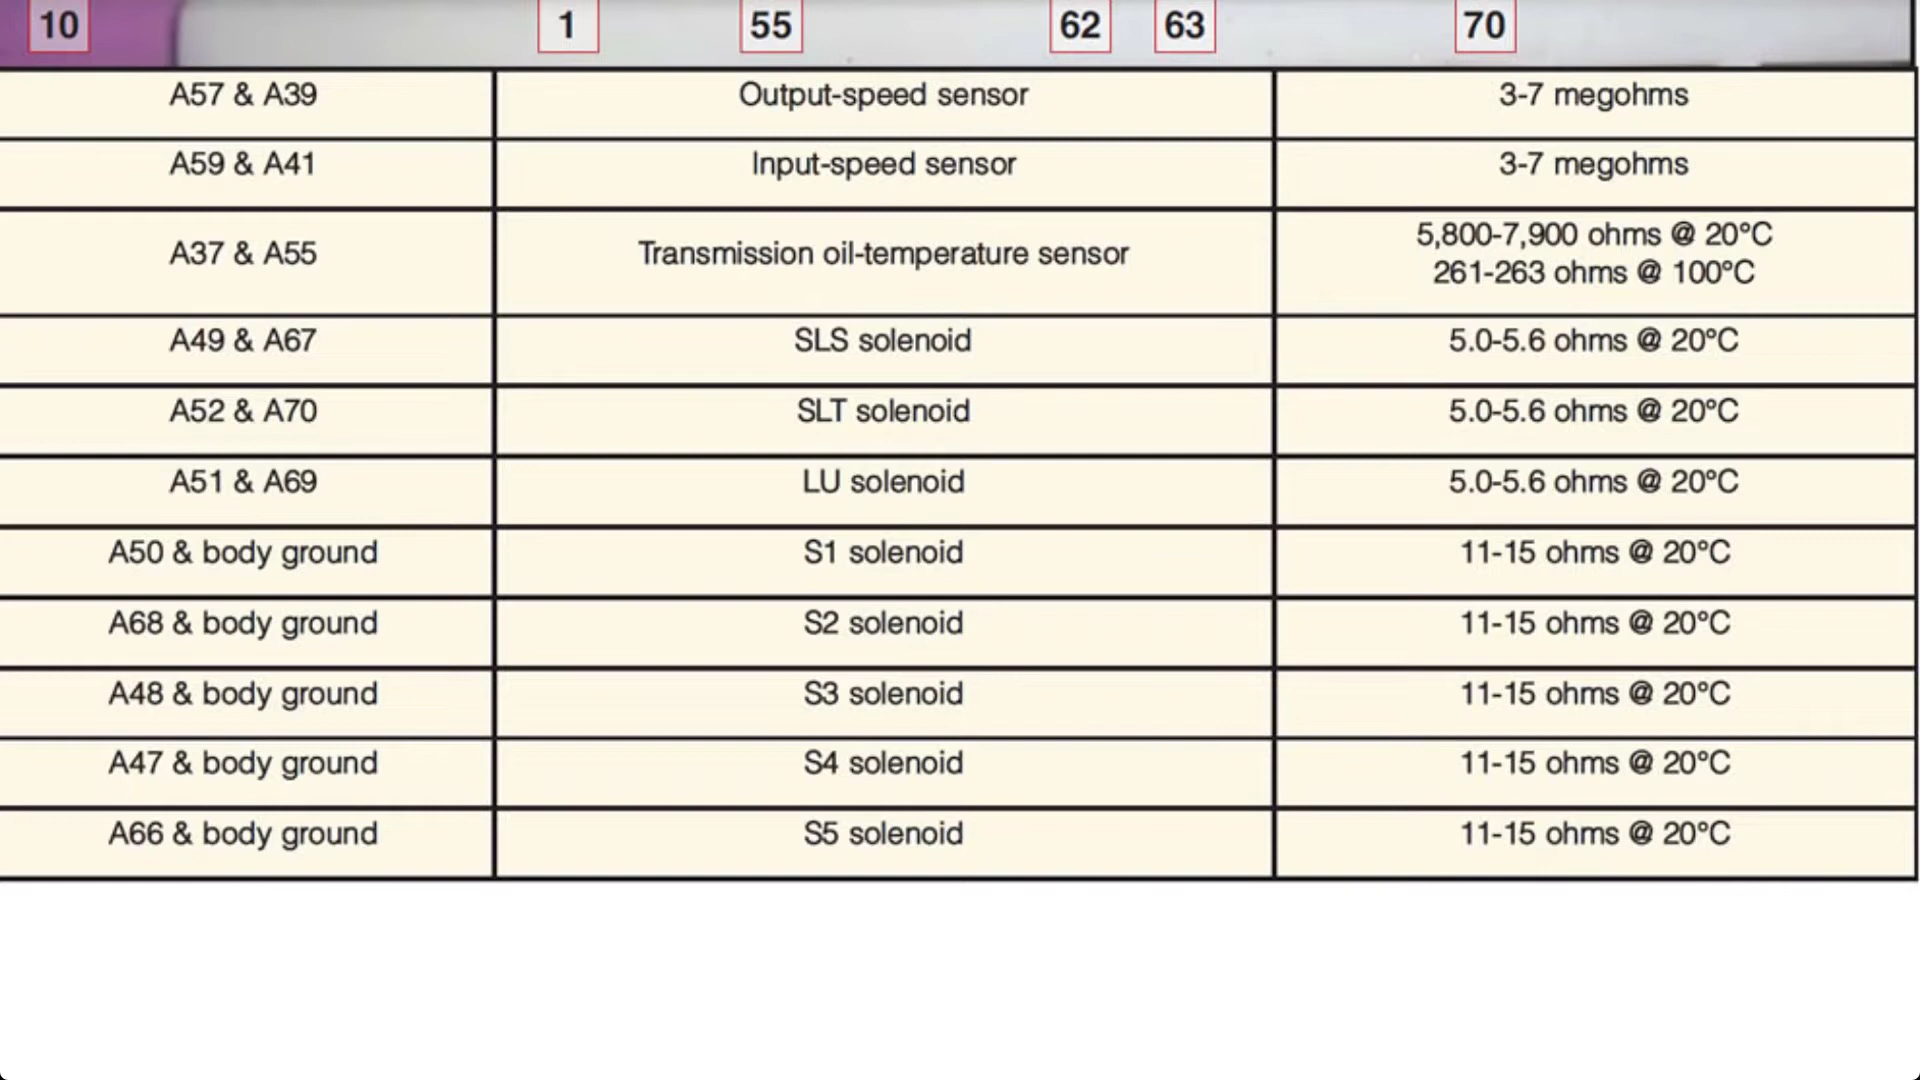 10 1 55 62 63 70
A57 & A39 Output-speed sensor 3-7 megohms
A59 & A41 Input-speed sensor 3-7 megohms
A37 & A55 Transmission oil-temperature sensor 5,800-7,900 ohms @ 20°C
261-263 ohms @ 100°C
A49 & A67 SLS solenoid 5.0-5.6 ohms @ 20°C
A52 & A70 SLT solenoid 5.0-5.6 ohms @ 20°C
A51 & A69 LU solenoid 5.0-5.6 ohms @ 20°C
A50 & body ground S1 solenoid 11-15 ohms @ 20°C
A68 & body ground S2 solenoid 11-15 ohms @ 20°C
A48 & body ground S3 solenoid 11-15 ohms @ 20°C
A47 & body ground S4 solenoid 11-15 ohms @ 20°C
A66 & body ground S5 solenoid 11-15 ohms @ 20°C